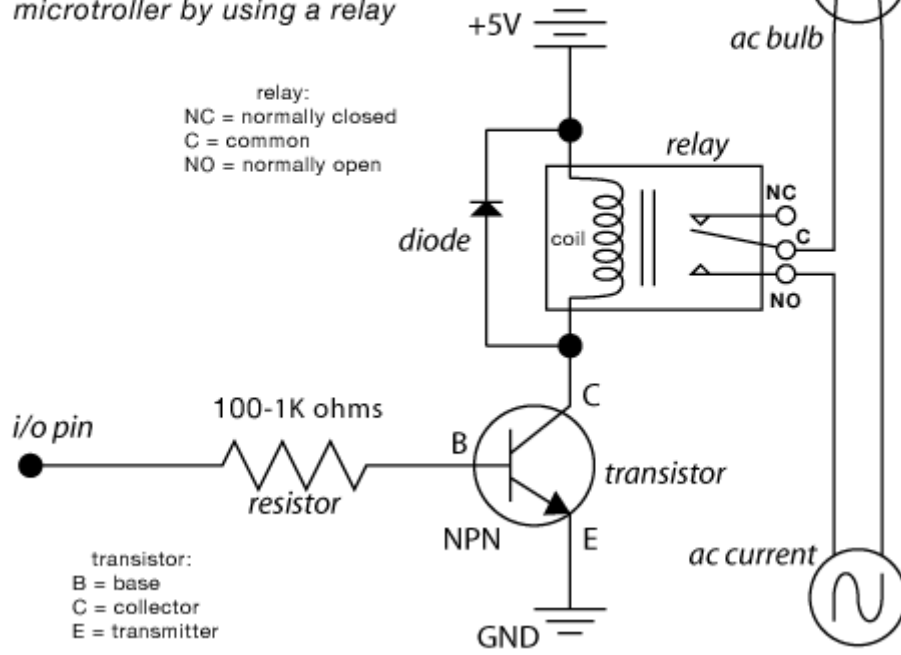 microtroller by using a relay
+5V
ac bulb
relay:
NC = normally closed
C = common
NO = normally open
relay
NC
diode
coil
C
NO
C
100-1K ohms
i/o pin
B
transistor
resistor
NPN
E
ac current
transistor:
B = base
C = collector
E = transmitter
GND